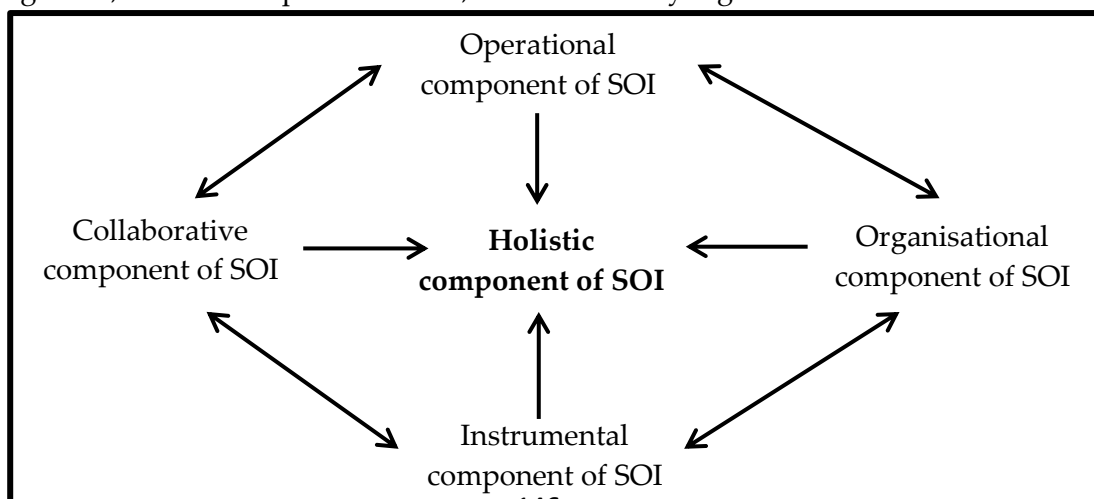 Operational
component of SOI
Collaborative
component of SOI
Holistic
component of SOI
Organisational
component of SOI
Instrumental
component of SOI